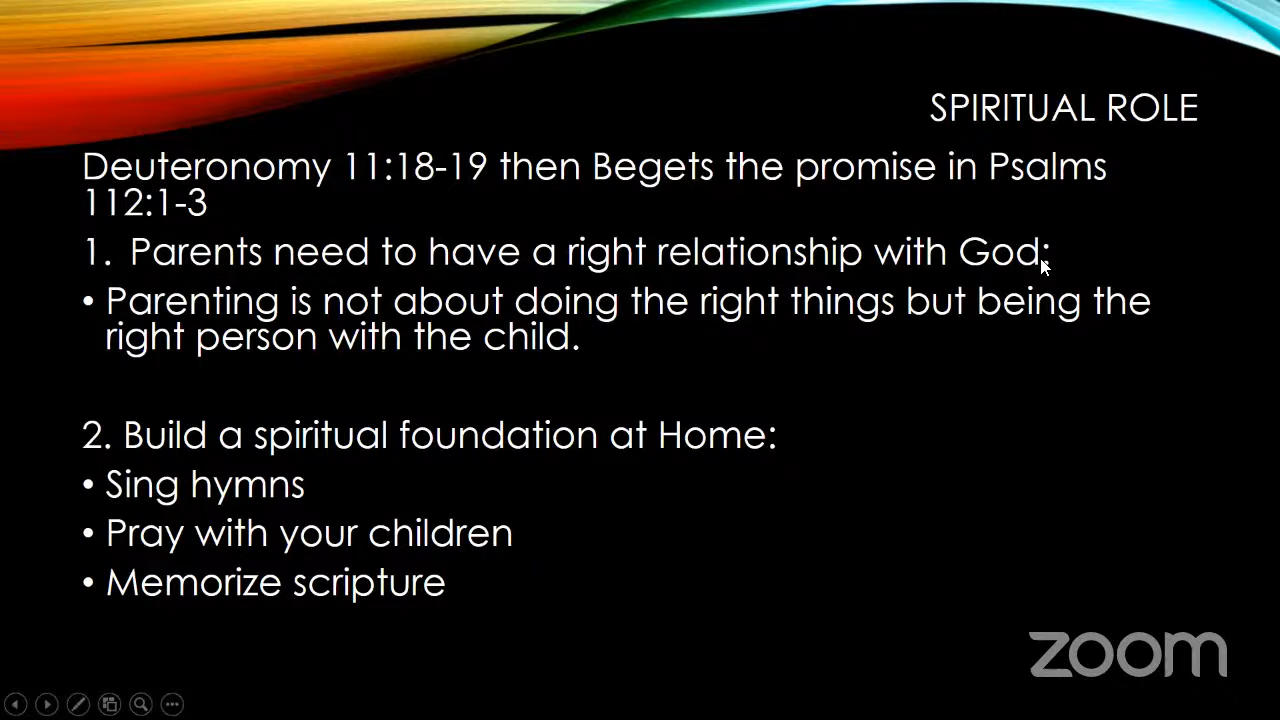 SPIRITUAL ROLE
Deuteronomy 11:18-19 then Begets the promise in Psalms
112:1-3
1. Parents need to have a right relationship with God:
• Parenting is not about doing the right things but being the
right person with the child.
2. Build a spiritual foundation at Home:
• Sing hymns
• Pray with your children
• Memorize scripture
zoom